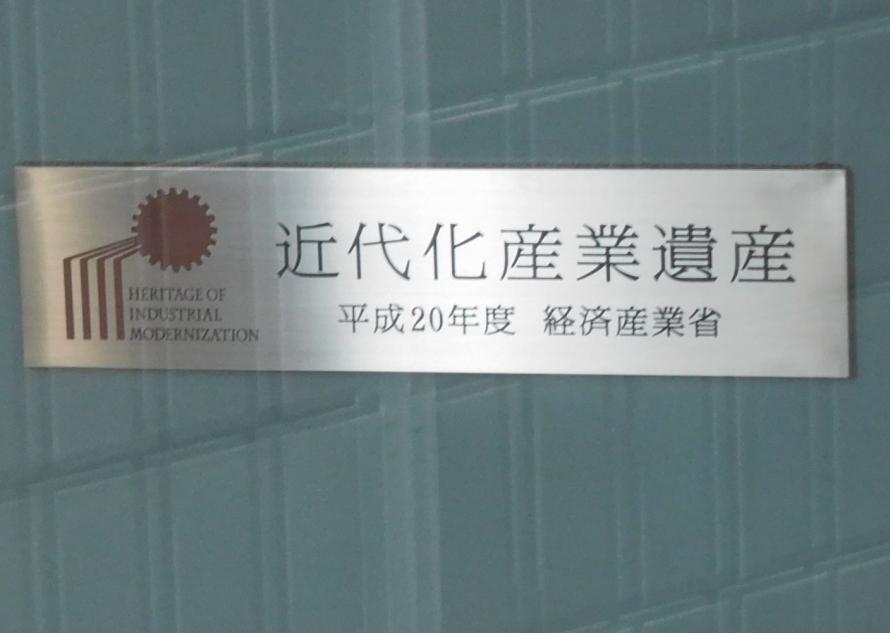 近代化産業遺産
平成20年度 経済産業省
HERITAGE OF
INDUSTRIAL
MODERNIZATION